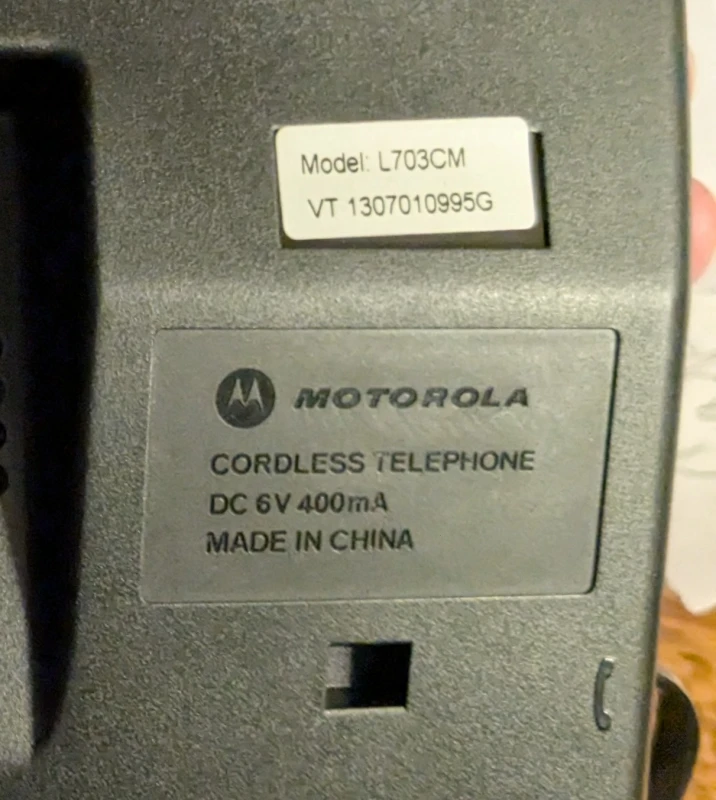 Model: L703CM
VT 1307010995G
MOTOROLA
CORDLESS TELEPHONE
DC 6V 400mA
MADE IN CHINA